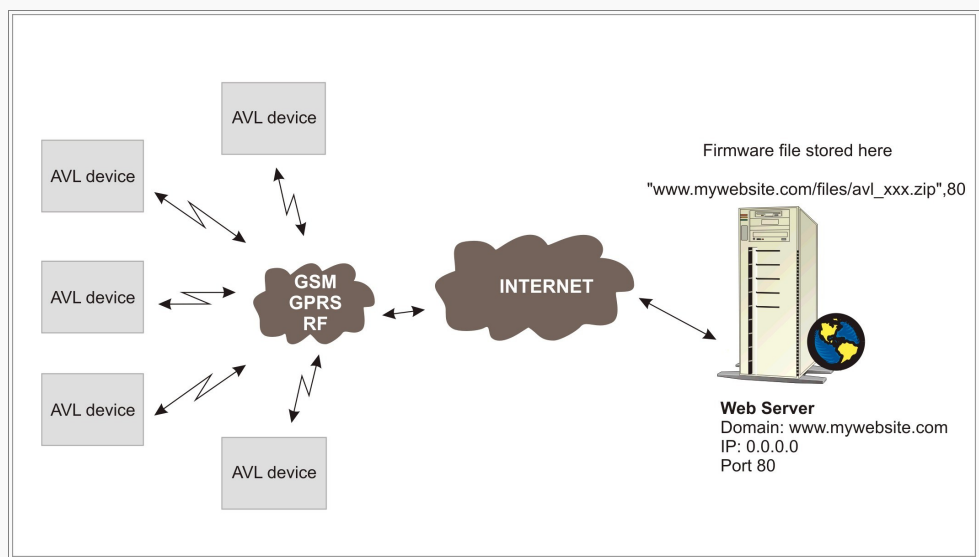 AVL device
AVL device
AVL device
AVL device
AVL device
GSM
GPRS
RF
INTERNET
Firmware file stored here
"www.mywebsite.com/files/avl_xxx.zip",80
Web Server
Domain: www.mywebsite.com
IP: 0.0.0.0
Port 80